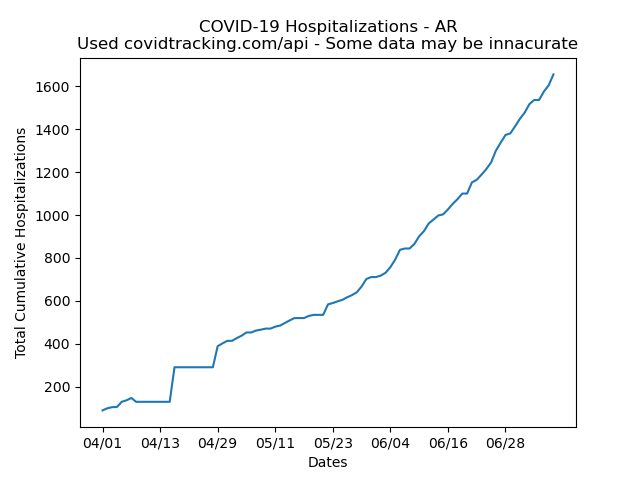 COVID-19 Hospitalizations - AR
Used covidtracking.com/api - Some data may be innacurate
Total Cumulative Hospitalizations
1600
1400
1200
1000
800
600
400
200
04/01 04/13 04/29 05/11 05/23 06/04 06/16 06/28
Dates